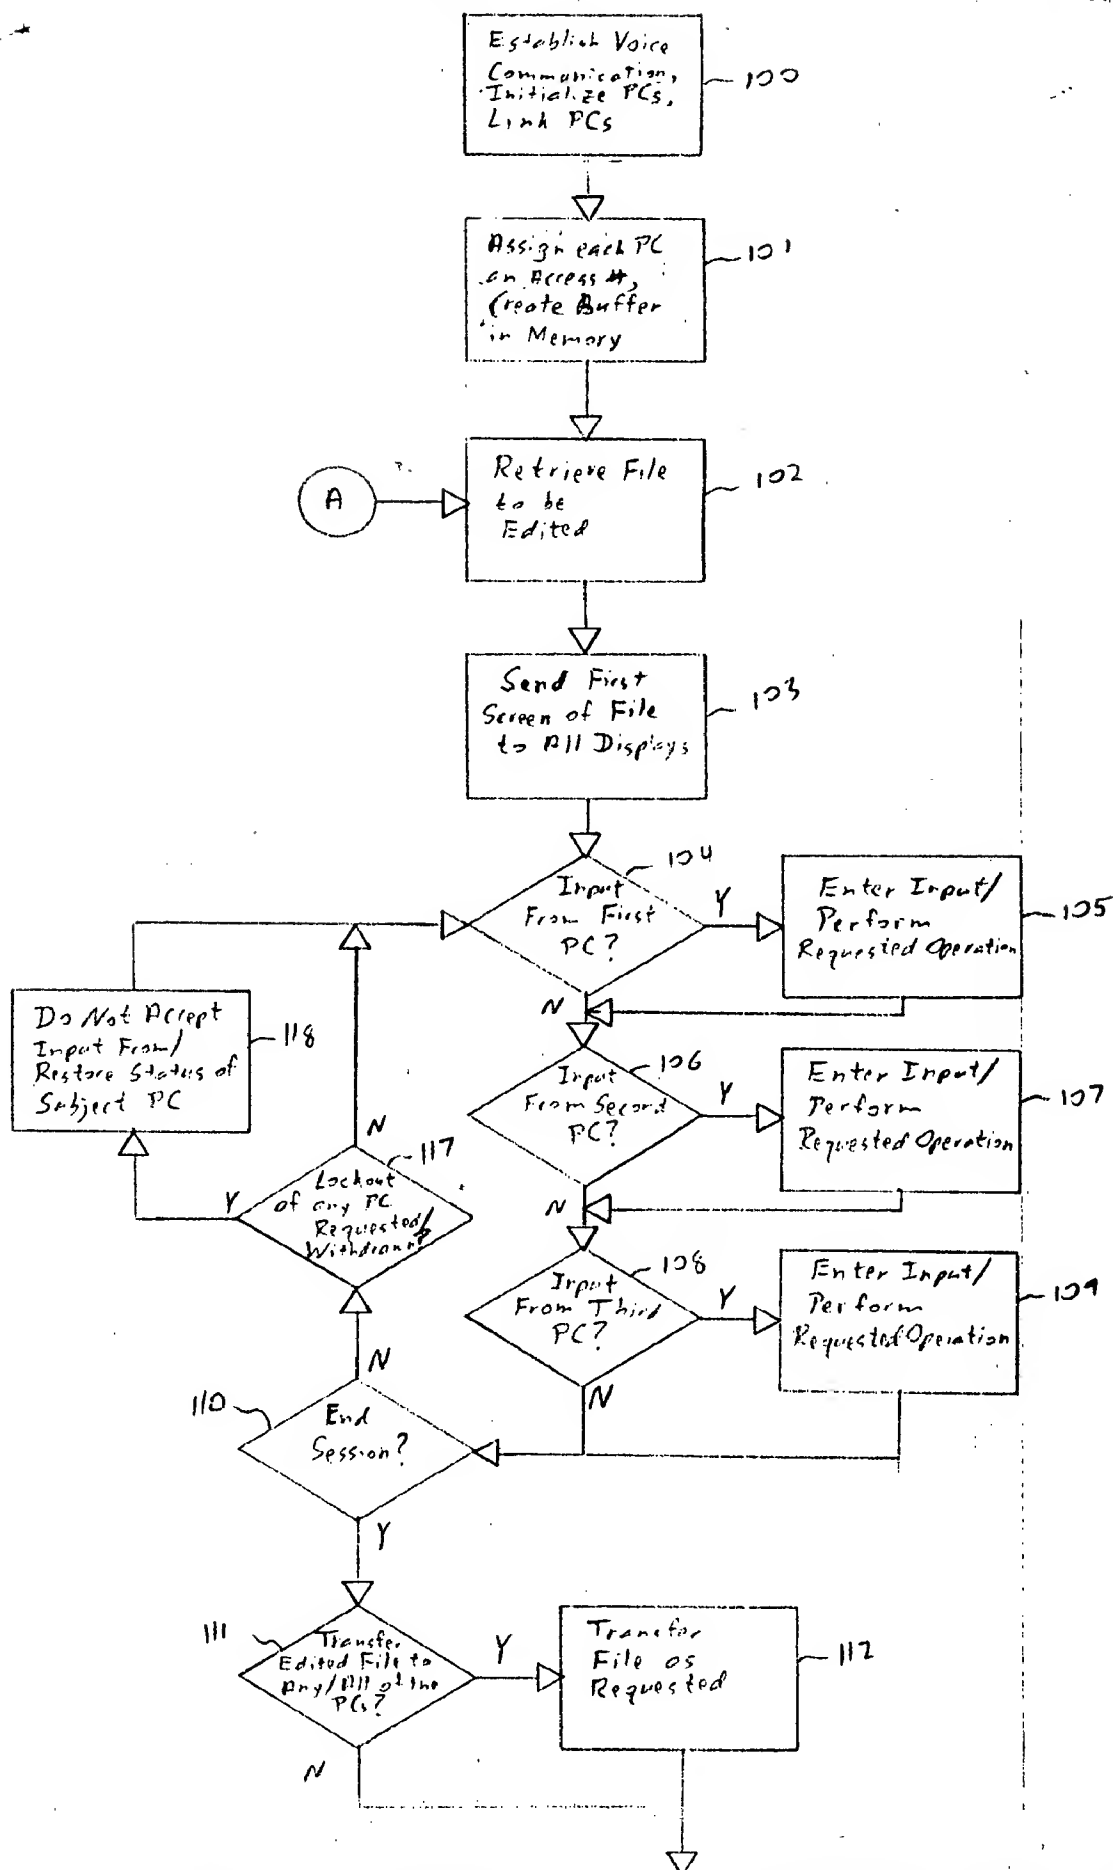 Establish Voice
Communication,
Initialize PCs,
Link PCs
100
Assign each PC
an Access #,
Create Buffer
in Memory
101
A
Retrieve File
to be
Edited
102
Send First
Screen of File
to All Displays
103
Input
From First
PC?
104
Y
N
Enter Input/
Perform
Requested Operation
105
Do Not Accept
Input From/
Restore Status of
Subject PC
118
Input
From Second
PC?
106
Y
N
Enter Input/
Perform
Requested Operation
107
Lockout
of any PC
Requested/
Withdrawn?
117
N
Y
Input
From Third
PC?
108
Y
N
Enter Input/
Perform
Requested Operation
109
End
Session?
110
N
Y
Transfer
Edited File to
Any/All of the
PCs?
111
Y
N
Transfer
File as
Requested
112